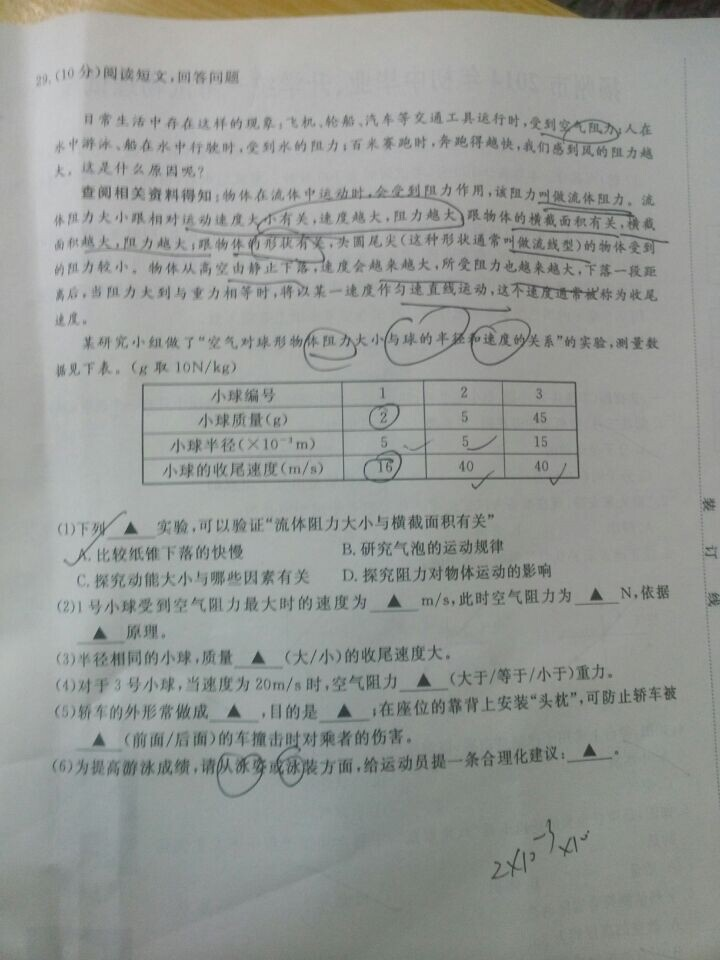 29.(10分)阅读短文,回答问题
日常生活中存在这样的现象:飞机、轮船、汽车等交通工具运行时,受到空气阻力;人在
水中游泳、船在水中行驶时,受到水的阻力;百米赛跑时,奔跑得越快,我们感到风的阻力越
大,这是什么原因呢?
查阅相关资料得知:物体在流体中运动时,会受到阻力作用,该阻力叫做流体阻力。流
体阻力大小跟相对运动速度大小有关,速度越大,阻力越大;跟物体的横截面积有关,横截
面积越大,阻力越大;跟物体的形状有关,头圆尾尖(这种形状通常叫做流线型)的物体受到
的阻力较小。物体从高空由静止下落,速度会越来越大,所受阻力也越来越大,下落一段距
离后,当阻力大到与重力相等时,将以某一速度作匀速直线运动,这个速度通常被称为收尾
速度。
某研究小组做了“空气对球形物体阻力大小与球的半径和速度的关系”的实验,测量数
据见下表。(g取10N/kg)
小球编号 1 2 3
小球质量(g) 2 5 45
小球半径(×10⁻³m) 5 5 15
小球的收尾速度(m/s) 16 40 40
(1)下列 ▲ 实验,可以验证“流体阻力大小与横截面积有关”
A.比较纸锥下落的快慢 B.研究气泡的运动规律
C.探究动能大小与哪些因素有关 D.探究阻力对物体运动的影响
(2)1号小球受到空气阻力最大时的速度为 ▲ m/s,此时空气阻力为 ▲ N,依据
▲ 原理。
(3)半径相同的小球,质量 ▲ (大/小)的收尾速度大。
(4)对于3号小球,当速度为20m/s时,空气阻力 ▲ (大于/等于/小于)重力。
(5)轿车的外形常做成 ▲ ,目的是 ▲ ;在座位的靠背上安装“头枕”,可防止轿车被
▲ (前面/后面)的车撞击时对乘者的伤害。
(6)为提高游泳成绩,请从泳姿或泳装方面,给运动员提一条合理化建议: ▲ 。
装
订
线
2×10⁻³×10